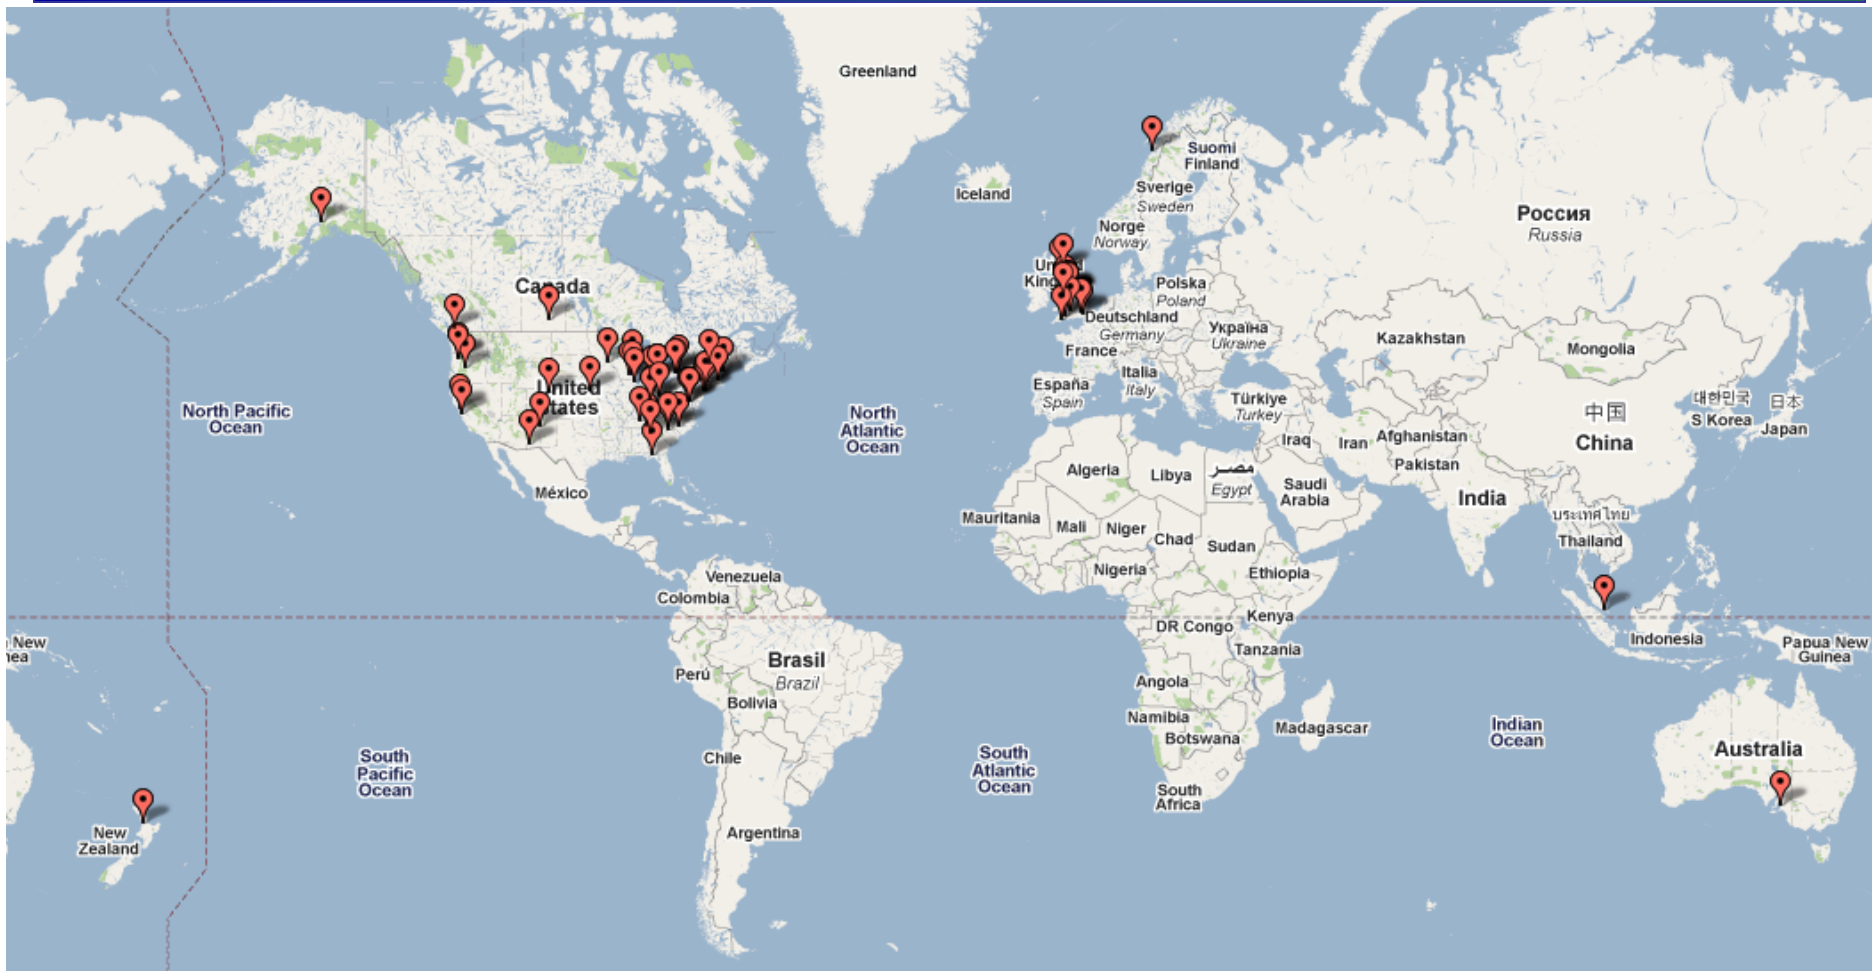 Greenland
Iceland
Suomi
Finland
Sverige
Sweden
Norge
Norway
Россия
Russia
Canada
United
Kingdom
Polska
Poland
Deutschland
Germany
Україна
Ukraine
France
Kazakhstan
Mongolia
Italia
Italy
España
Spain
Türkiye
Turkey
United
States
North Pacific
Ocean
North
Atlantic
Ocean
Iraq
Iran
Afghanistan
Pakistan
中国
China
대한민국
S Korea
日本
Japan
Algeria
Libya
مصر
Egypt
Saudi
Arabia
India
México
Mauritania
Mali
Niger
Chad
Sudan
ประเทศไทย
Thailand
Nigeria
Ethiopia
Venezuela
Colombia
DR Congo
Kenya
Tanzania
Indonesia
Papua New
Guinea
New
Perú
Brasil
Brazil
Bolivia
Angola
Namibia
Botswana
Madagascar
Indian
Ocean
Australia
South
Pacific
Ocean
Chile
South
Atlantic
Ocean
South
Africa
New
Zealand
Argentina